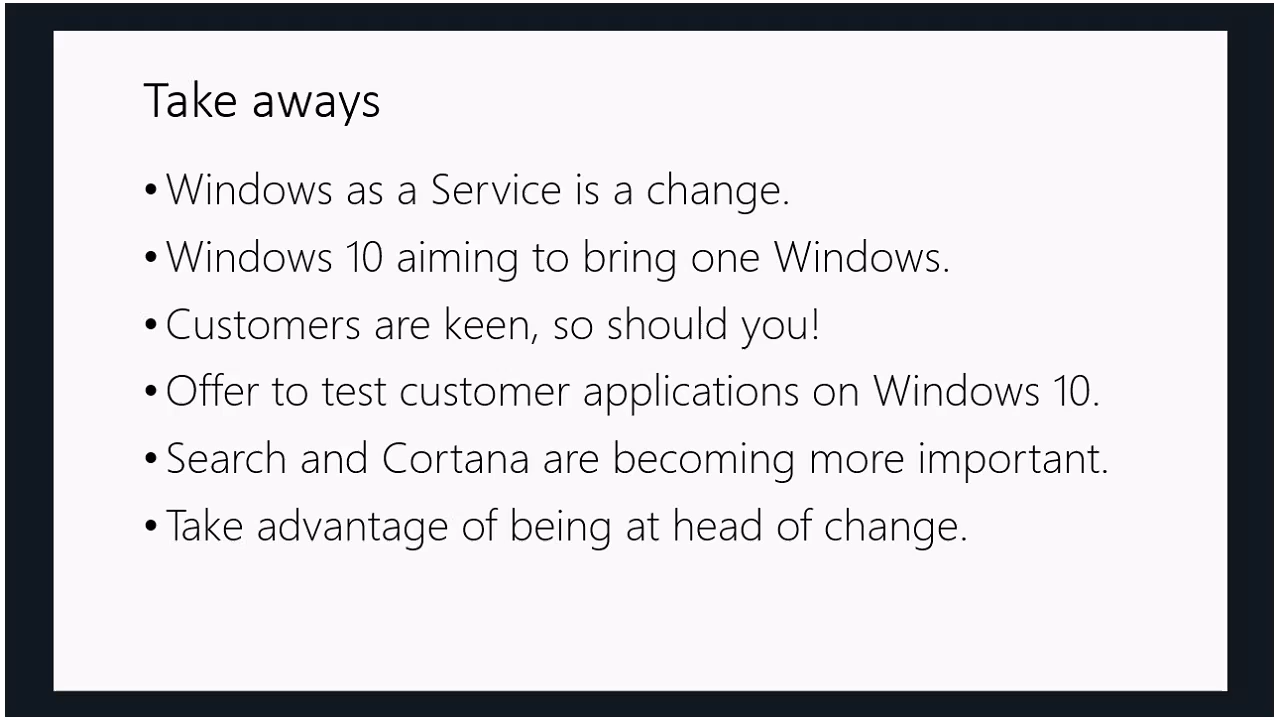 Take aways
• Windows as a Service is a change.
• Windows 10 aiming to bring one Windows.
• Customers are keen, so should you!
• Offer to test customer applications on Windows 10.
• Search and Cortana are becoming more important.
• Take advantage of being at head of change.